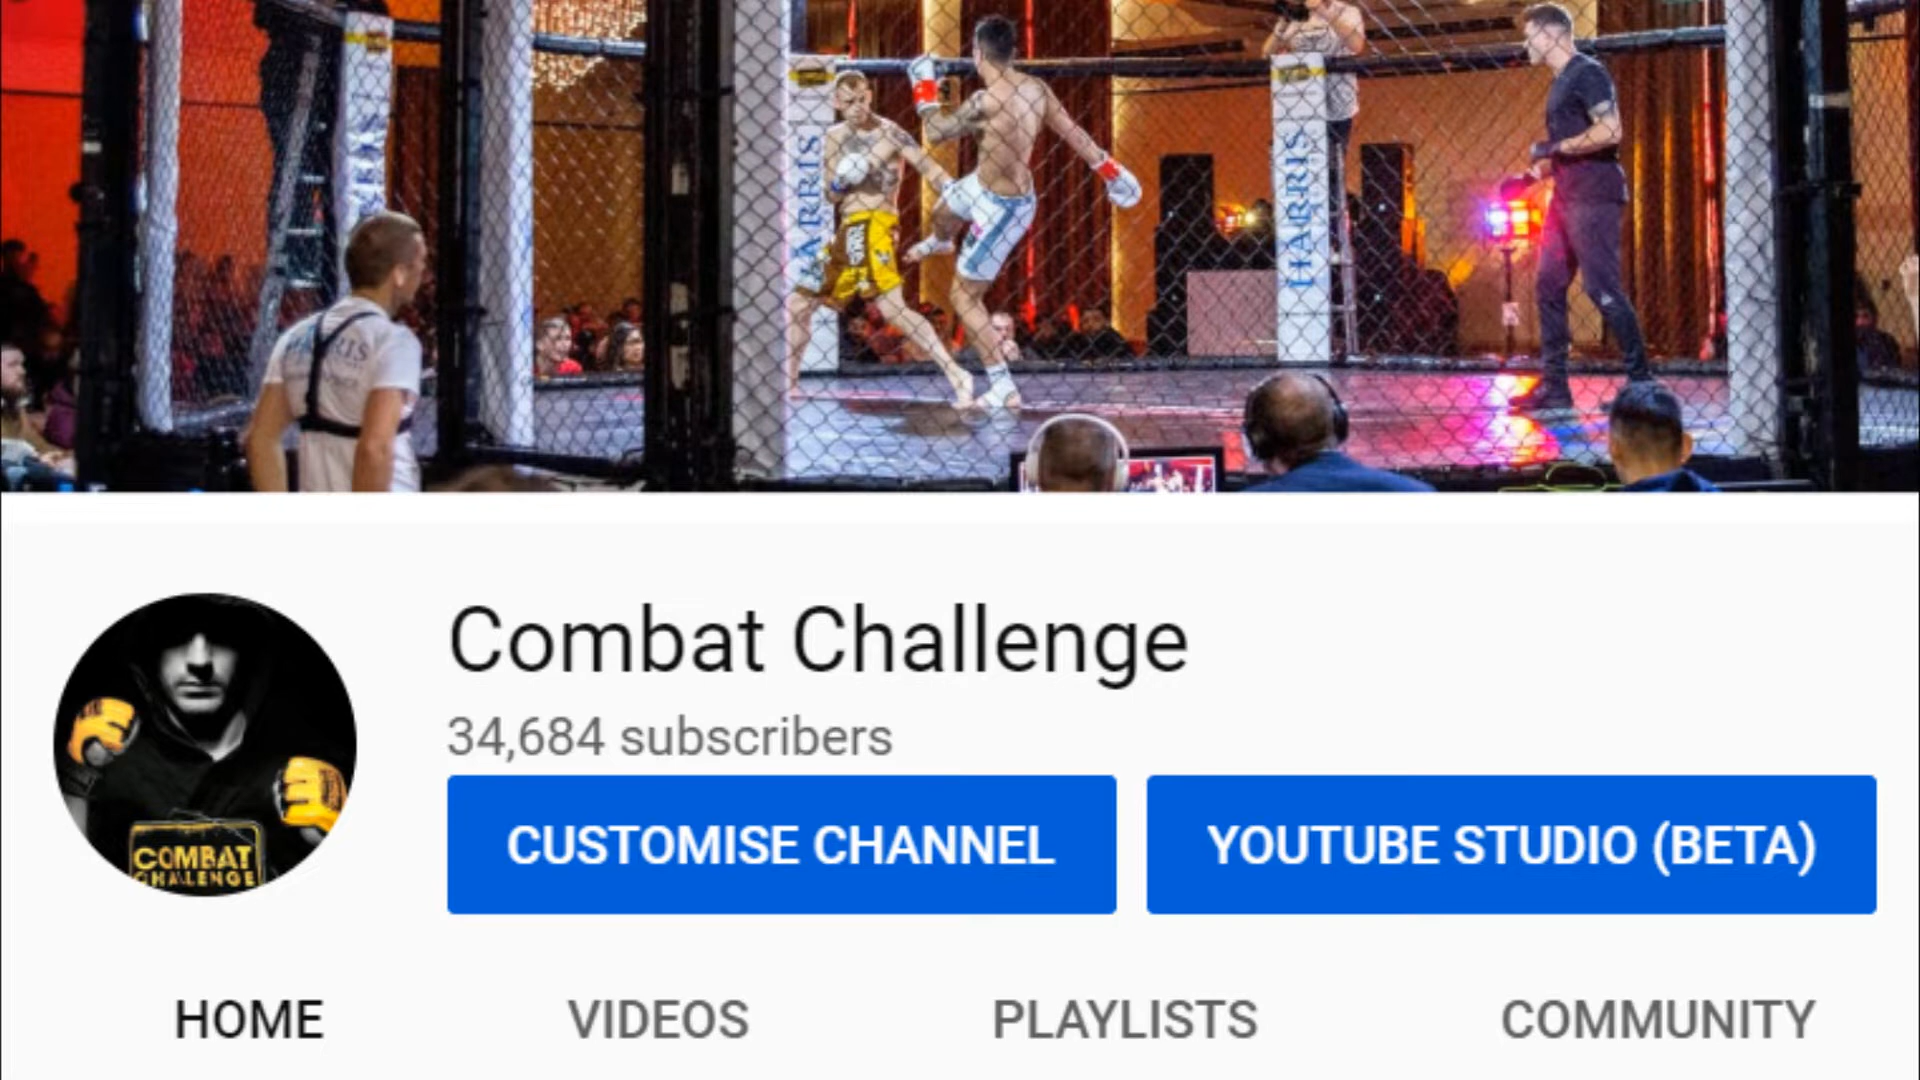 HARRIS
HARRIS
Combat Challenge
34,684 subscribers
COMBAT
CHALLENGE
CUSTOMISE CHANNEL
YOUTUBE STUDIO (BETA)
HOME
VIDEOS
PLAYLISTS
COMMUNITY